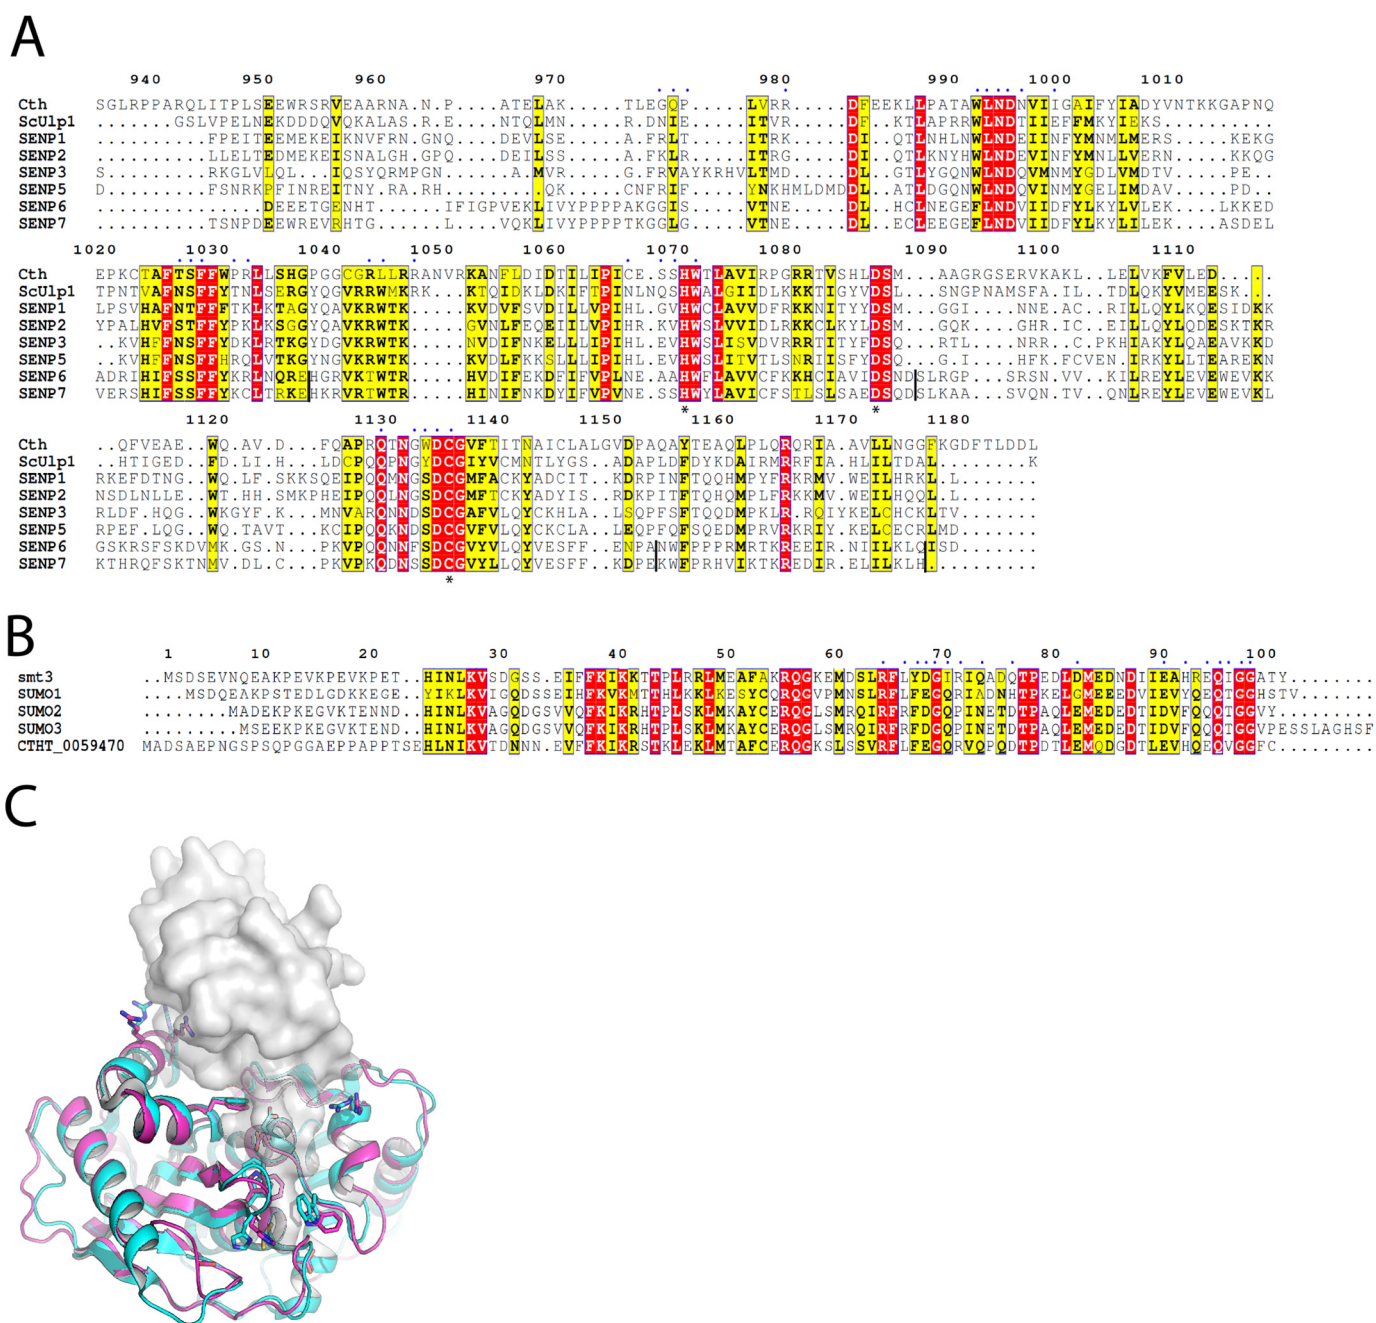 A
940 950 960 970 980 990 1000 1010
Cth SGLRPPARQLITPLSEEWRSRVEAARNA.N.P....ATELAK.....TLEGQP.....LVRR.....DFEEKLLPATAWLNDNVIIGAIFYIADYVNTKKGAPNQ
ScUlp1 .......GSLVPELNEKDDDQVQKALAS.R.E....NTQLMN.....R.DNIE.....ITVR.....DF..KTLAPRRWLNDTIIEFFMKYIEKS.........
SENP1 ..........FPEITEEMEKEIKNVFRN.GNQ....DEILSE.....A.FRLT.....ITRN.....DI..QTLNHLNWLNDEIINFYMNMLMERS....KEKG
SENP2 ..........LLELTEDMEKEISNALGH.GPQ....DEILSS.....A.FKLR.....ITRG.....DI..QTLKNYHWLNDEVINFYMNLLVERN....KKQG
SENP3 S........RKGLVLQL..IQSYQRMPGN......A.MVR.....G.FQVAYKRHVLTMD....DL..GTLYGQNWLNDQVMNMYGDLVMDTV....PE..
SENP5 D........FSNRKPFINREITNY.RA.RH........QK....CNFRIF.....YNKHMLDMDDL..ATLDGQNWLNDQVINMYGELIMDAV....PD..
SENP6 ...............DEEETGENHT......IFIGPVEKLIVYPPPPAKGGIS.....VTNE.....DL..HCLNEGEFLNDVIIDFYLKYLVLEK....LKKED
SENP7 ..........TSNPDEEWREVRHTG.......L..VQKLIVYPPPPTKGGLG.....VTNE.....DL..ECLEEGEFLNDVIIDFYLKYLILEK....ASDEL
1020 1030 1040 1050 1060 1070 1080 1090 1100 1110
Cth EPKCTAFTSFFWPRLLSHGPGGCGRLLRRANVRKANFLDIDTILIPICE.SSHWTLAVIRPGRRTVSHLDSM...AAGRGSERVKAKLL..LELVKFVLED...L.
ScUlp1 TPNTVAFNSFFYTNLSERGYQGVRRWMKRK...KTQIDKLDKIFTPINLNQSHWALGIIDLKKKTIGYVDSL...SNGPNAMSFA.IL..TDLQKYVMEESK...
SENP1 LPSVHAFNTFFFTKLKTAGYQAVKRWTK.....KVDVFSVDILLVPIHL.GVHWCLAVVDFRKKNITYYDSM...GGI....NNE.AC..RILLQYLKQESIDKK
SENP2 YPALHVFSTFFYPKLKSGGYQAVKRWTK.....GVNLFEQEIILVPIHR.KVHWSLVVIDLRKKCLKYLDSM...GQK....GHR.IC..EILLQYLQDESKTKR
SENP3 ..KVHFFNSFFYDKLRTKGYDGVKRWTK.....NVDIFNKELLLIPIHL.EVHWSLISVDVRRRTITYFDSQ...RTL....NRR.C..PKHIAKYLQAEAVKKD
SENP5 ..KVHFFNSFFHRQLVTKGYNGVKRWTK.....KVDLFKKSLLLIPIHL.EVHWSLITVTLSNRIISFYDSQ...G.I....HFK.FCVEN.IRKYLLTEAREKN
SENP6 ADRIHIFSSFFYKRLNQREHKRVKTWTR.....HVDIFEKDFIFVPLNE.AAHWFLAVVCFKKHCIAVIDSNDSLRGP....SRSN.VV..KILREYLEVEWEVKK
SENP7 VERSHIFSSFFYKCLTRKEHKRVRTWTR.....HINIFNKDYIFVPVNE.SSHWYLAVICFSTLSLSAEDSQDSLKAA....SVQN.TV..QNLREYLEVEWEVKL
* *
1120 1130 1140 1150 1160 1170 1180
Cth ..QFVEAE..WQ.AV.D...FQAPRQTNGWDCGVFTITNAICLALGVDPAQAYTEAQLPLQRQRIA.AVLLNGGFKGDFTLDDL
ScUlp1 ..HTIGED..FD.LI.H...LDCPQQPNGYDCGIYVCMNTLYGS..ADAPLDFDYKDAIRMRRFIA.HLILTDAL........K
SENP1 RKEFDTNG..WQ.LF.SKKSQEIPQQMNGSDCGMFACKYADCIT..KDRPINFTQQHMPYFRKRMV.WEILHRKL.L.......
SENP2 NSDLNLLE..WT.HH.SMKPHEIPQQLNGSDCGMFTCKYADYIS..RDKPITFTQHQMPLFRKKMV.WEILHQQL.L.......
SENP3 RLDF.HQG..WKGYF.K...MNVARQNNDSDCGAFVLQYCKHLA..LSQPFSFTQQDMPKLRRQIYKELCHCKLTV.......
SENP5 RPEF.LQG..WQ.TAVT...KCIPQQKNDSDCGVFVLQYCKCLA..LEQPFQFSQEDMPRVRKRIYKELCECRLMD.......
SENP6 GSKRSFSKDVMK.GS.N...PKVPQQNNFSDCGVYVLQYVESFF..ENPANWFPPPRMRTKREEIR.NIILKLQISD........
SENP7 KTHRQFSKTNMV.DL.C...PKVPKQDNSSDCGVYLLQYVESFF..KDPEKWFPRHVIKTKREDIR.ELILKLH..........
*
B
1 10 20 30 40 50 60 70 80 90 100
smt3 ..MSDSEVNQEAKPEVKPEVKPET..HINLKVSDGSS.EIFFKIKKTTPLRRLMEAFAKRQGKEMDSLRFLYDGIRIQADQTPEDLDMEDNDIIEAHREQTGGATY..........
SUMO1 ....MSDQEAKPSTEDLGDKKEGE..YIKLKVIGQDSSEIHFKVKMTTHLKKLKESYCQRQGVPMNSLRFLFEGQRIADNHTPKELGMEEEDVIEVYQEQTGGHSTV.........
SUMO2 ........MADEKPKEGVKTENND..HINLKVAGQDGSVVQFKIKRHTPLSKLMKAYCERQGLSMRQIRFRFDGQPINETDTPAQLEMEDEDTIDVFQQQTGGVY...........
SUMO3 .........MSEEKPKEGVKTEND..HINLKVAGQDGSVVQFKIKRHTPLSKLMKAYCERQGLSMRQIRFRFDGQPINETDTPAQLEMEDEDTIDVFQQQTGGVPESSLAGHSF
CTHT_0059470 MADSAEPNGSPSQPGGAEPPAPPTSEHLNIKVTDNNN.EVFFKIKRSTKLEKLMTAFCERQGKSLSSVRFLFEGQRVQPQDTPDTLEMQDGDTLEVHQEQVGGFC...........
C